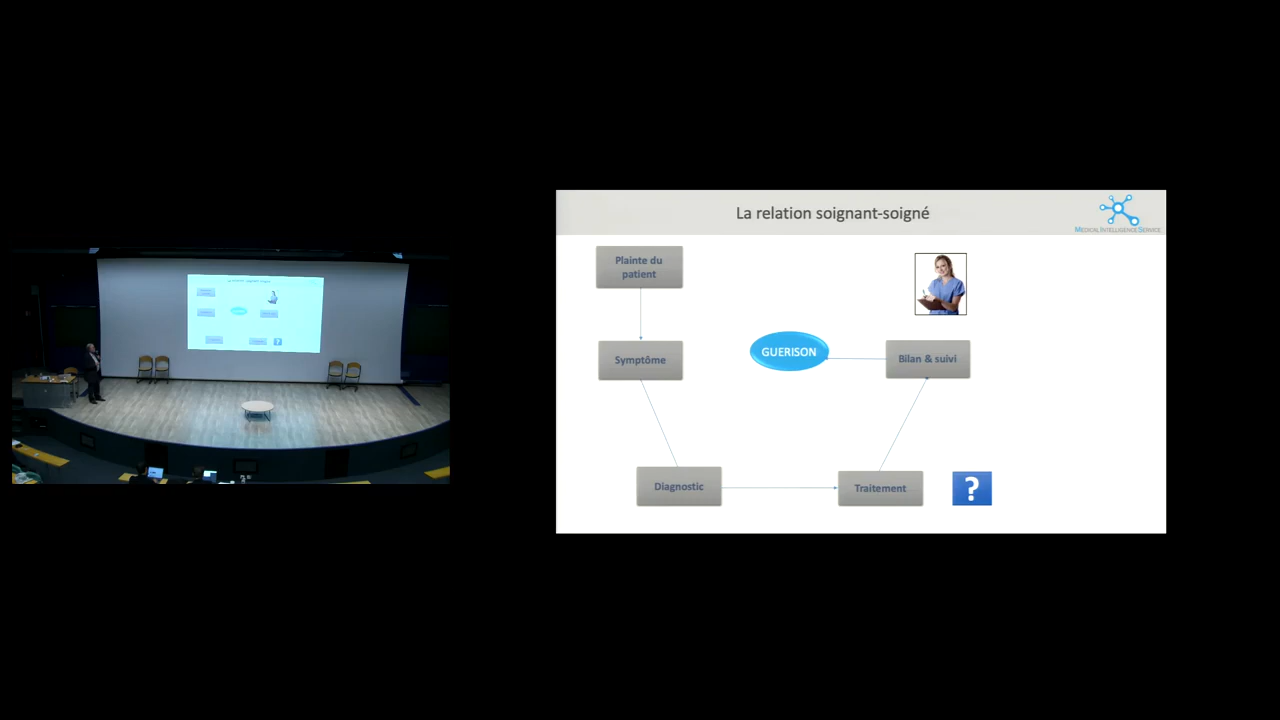 La relation soignant-soigné
MEDICAL INTELLIGENCE SERVICE
Plainte du
patient
GUERISON
Symptôme
Bilan & suivi
Diagnostic
Traitement
?